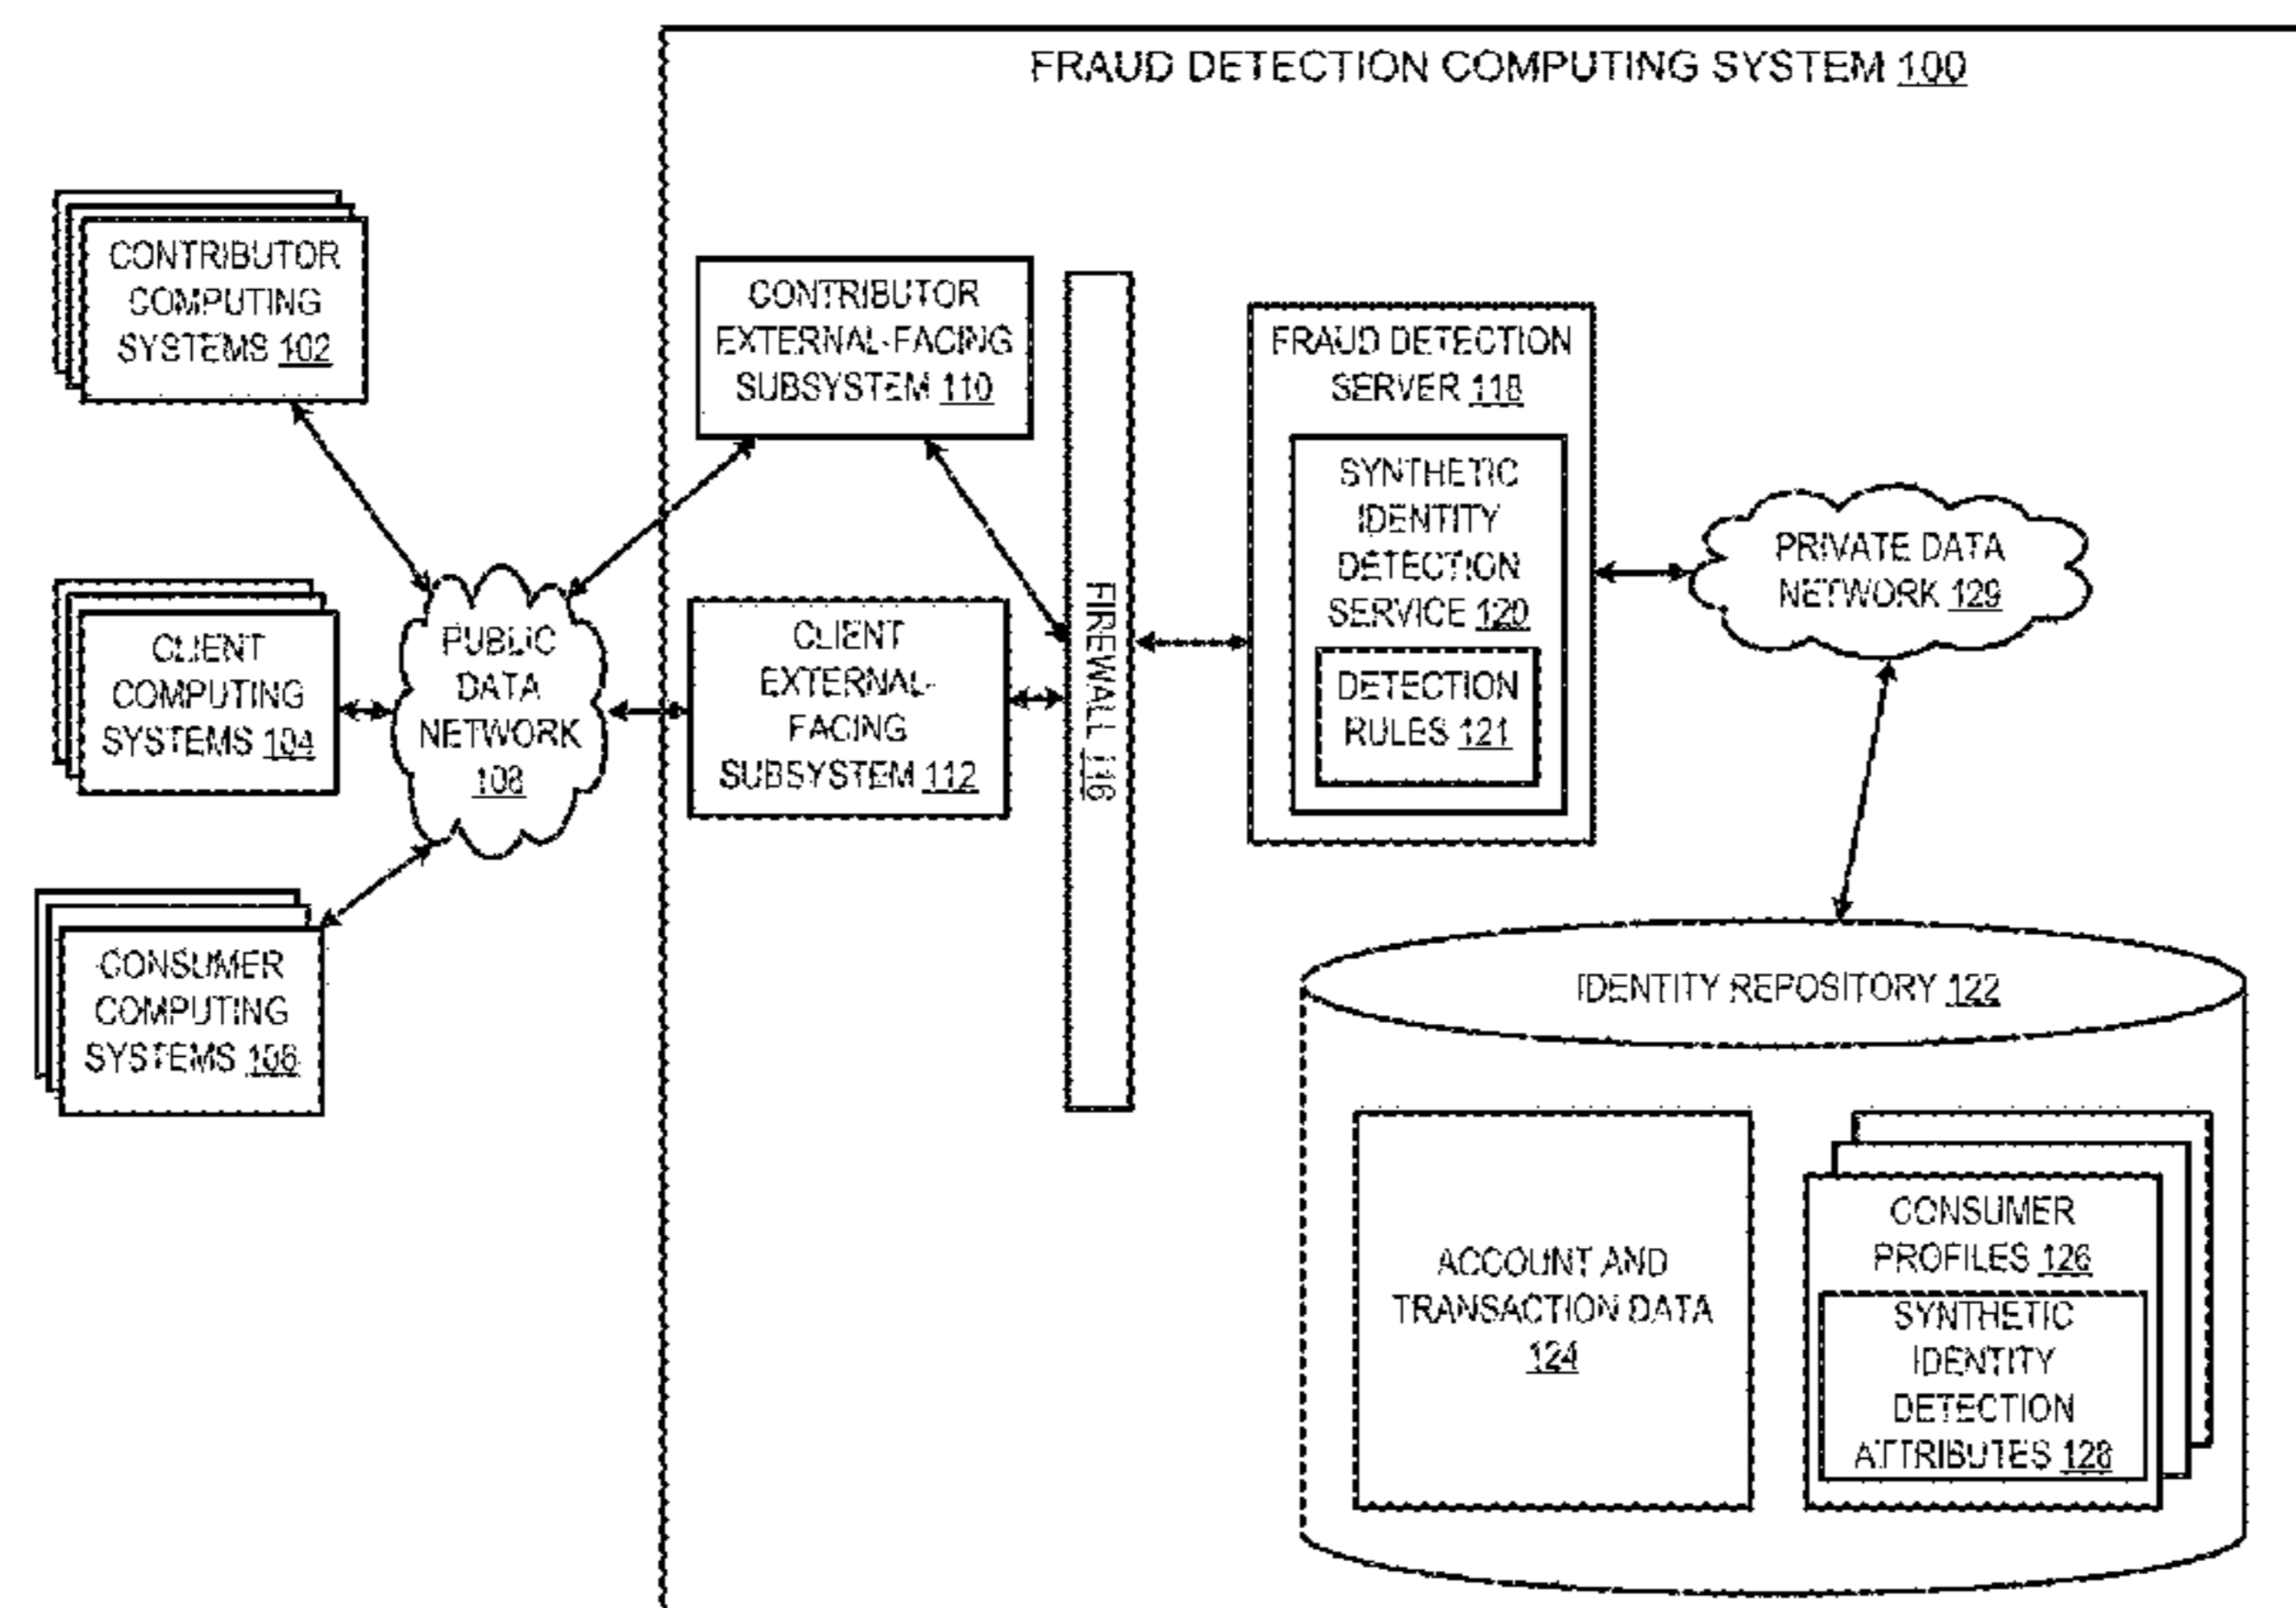 FRAUD DETECTION COMPUTING SYSTEM 100
CONTRIBUTOR
COMPUTING
SYSTEMS 102
CLIENT
COMPUTING
SYSTEMS 104
CONSUMER
COMPUTING
SYSTEMS 106
PUBLIC
DATA
NETWORK
108
CONTRIBUTOR
EXTERNAL-FACING
SUBSYSTEM 110
CLIENT
EXTERNAL-
FACING
SUBSYSTEM 112
FIREWALL 116
FRAUD DETECTION
SERVER 118
SYNTHETIC
IDENTITY
DETECTION
SERVICE 120
DETECTION
RULES 121
PRIVATE DATA
NETWORK 129
IDENTITY REPOSITORY 122
ACCOUNT AND
TRANSACTION DATA
124
CONSUMER
PROFILES 126
SYNTHETIC
IDENTITY
DETECTION
ATTRIBUTES 128